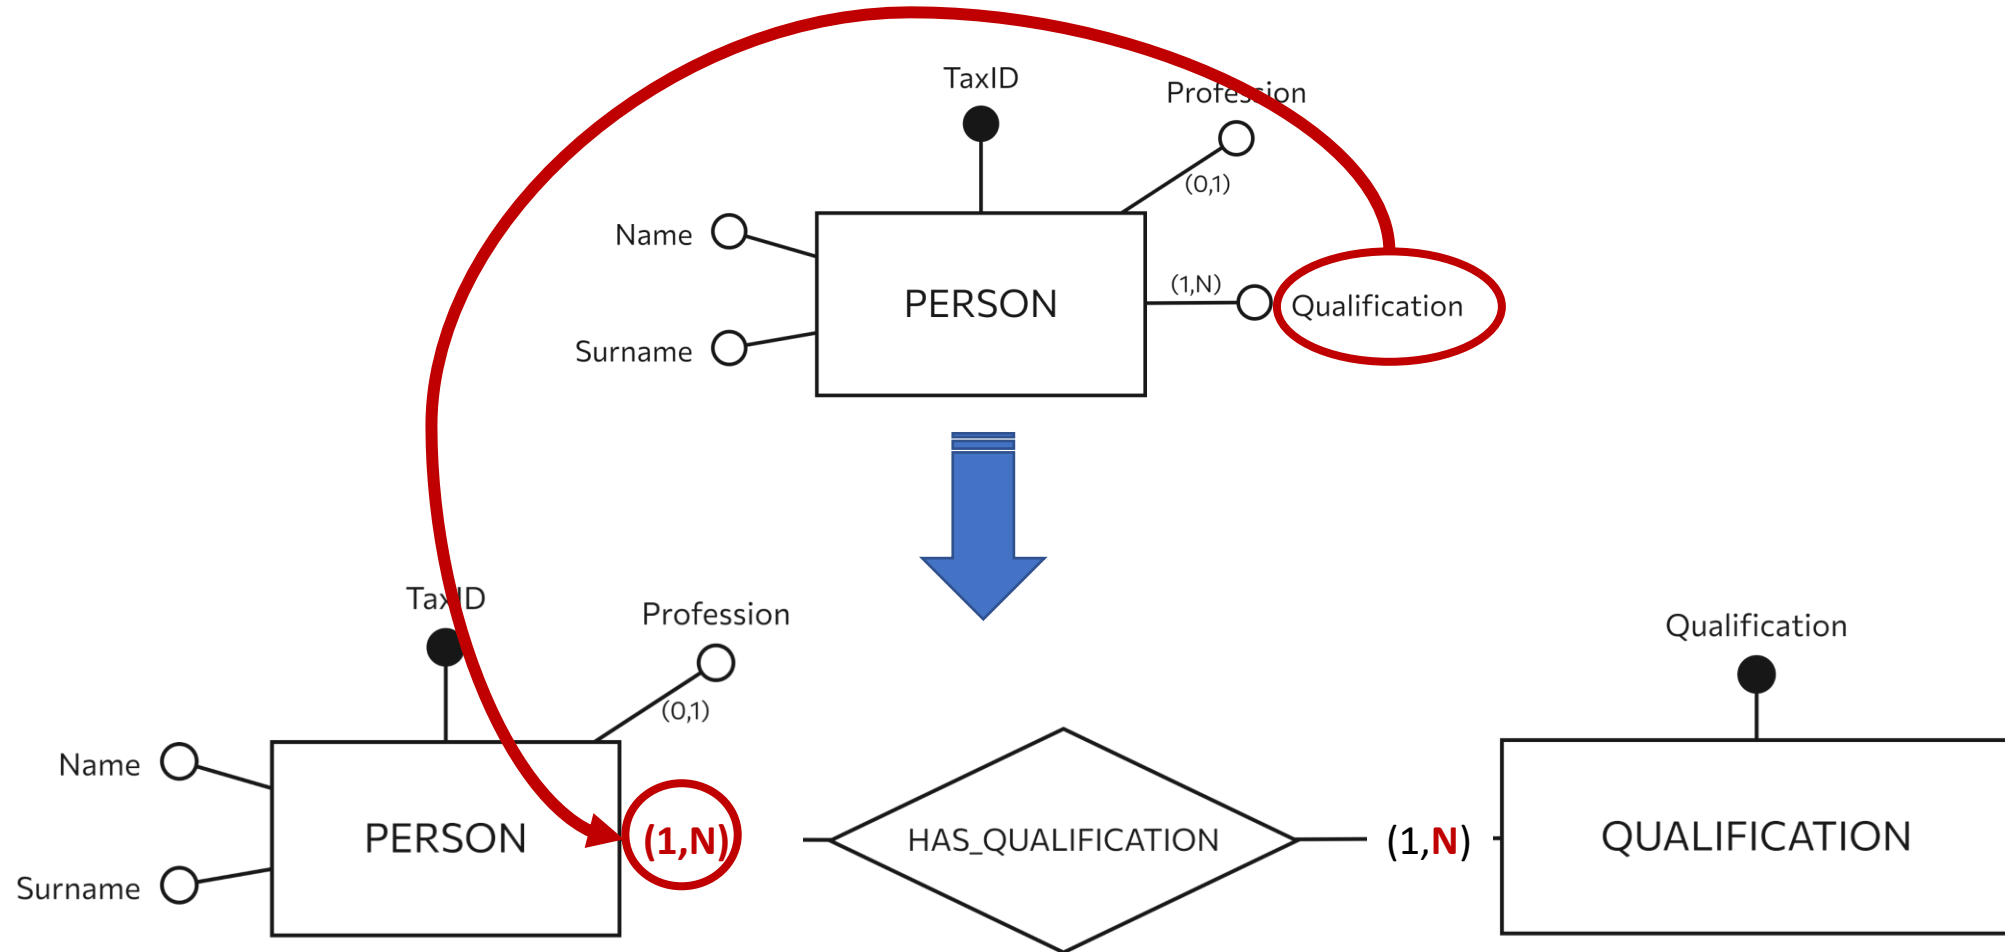 TaxID
Profession
(0,1)
Name
(1,N)
PERSON
Qualification
Surname
TaxID
Profession
Qualification
(0,1)
Name
PERSON
(1,N)
HAS_QUALIFICATION
(1,N)
QUALIFICATION
Surname